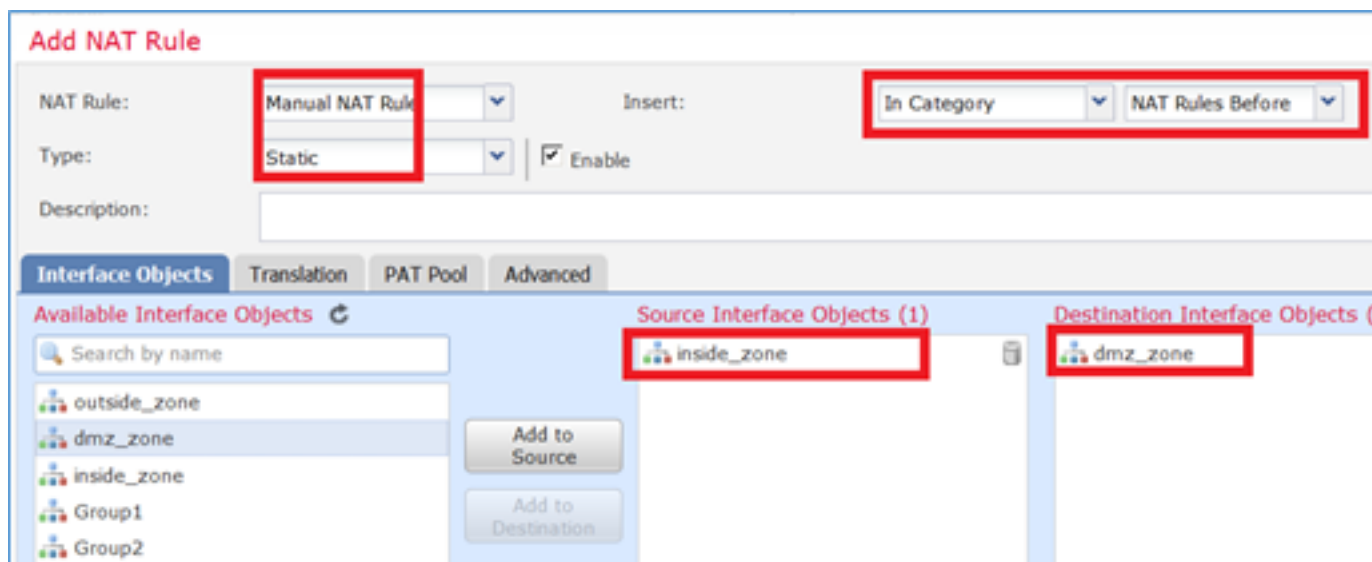 Add NAT Rule
NAT Rule: Manual NAT Rule Insert: In Category NAT Rules Before
Type: Static Enable
Description:
Interface Objects Translation PAT Pool Advanced
Available Interface Objects Source Interface Objects (1) Destination Interface Objects (
Search by name inside_zone dmz_zone
outside_zone
dmz_zone
inside_zone
Group1
Group2
Add to
Source
Add to
Destination